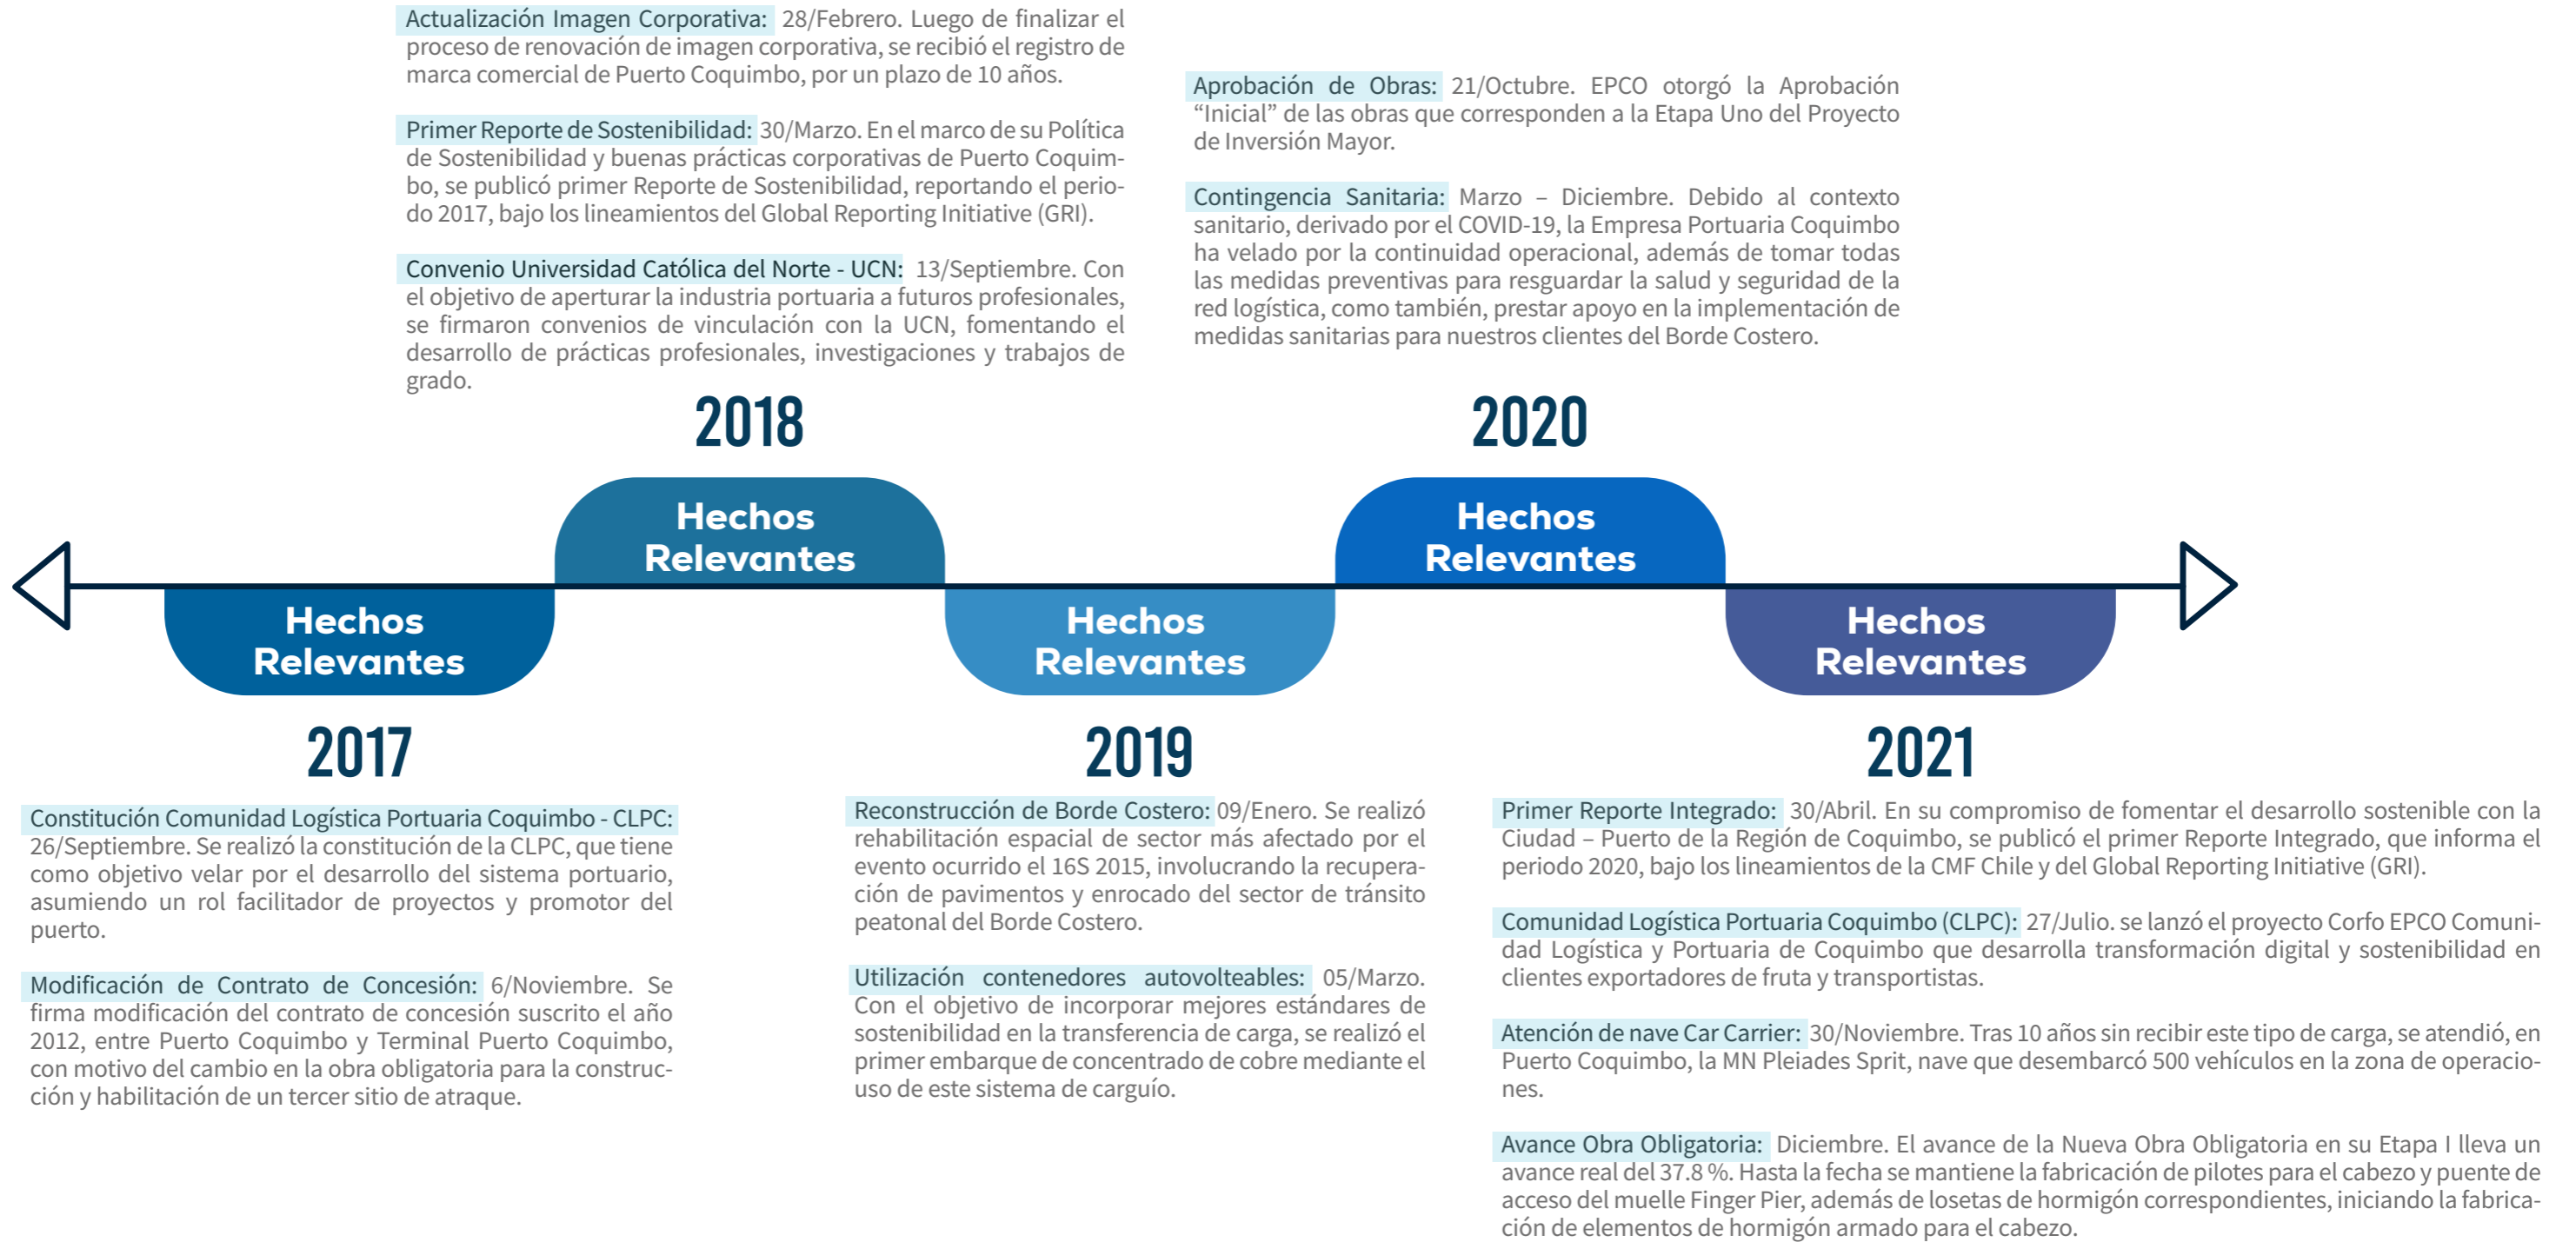 Actualización Imagen Corporativa: 28/Febrero. Luego de finalizar el
proceso de renovación de imagen corporativa, se recibió el registro de
marca comercial de Puerto Coquimbo, por un plazo de 10 años.
Primer Reporte de Sostenibilidad: 30/Marzo. En el marco de su Política
de Sostenibilidad y buenas prácticas corporativas de Puerto Coquim-
bo, se publicó primer Reporte de Sostenibilidad, reportando el perio-
do 2017, bajo los lineamientos del Global Reporting Initiative (GRI).
Convenio Universidad Católica del Norte - UCN: 13/Septiembre. Con
el objetivo de aperturar la industria portuaria a futuros profesionales,
se firmaron convenios de vinculación con la UCN, fomentando el
desarrollo de prácticas profesionales, investigaciones y trabajos de
grado.
2018
Hechos
Relevantes
Aprobación de Obras: 21/Octubre. EPCO otorgó la Aprobación
“Inicial” de las obras que corresponden a la Etapa Uno del Proyecto
de Inversión Mayor.
Contingencia Sanitaria: Marzo – Diciembre. Debido al contexto
sanitario, derivado por el COVID-19, la Empresa Portuaria Coquimbo
ha velado por la continuidad operacional, además de tomar todas
las medidas preventivas para resguardar la salud y seguridad de la
red logística, como también, prestar apoyo en la implementación de
medidas sanitarias para nuestros clientes del Borde Costero.
2020
Hechos
Relevantes
Hechos
Relevantes
2017
Constitución Comunidad Logística Portuaria Coquimbo - CLPC:
26/Septiembre. Se realizó la constitución de la CLPC, que tiene
como objetivo velar por el desarrollo del sistema portuario,
asumiendo un rol facilitador de proyectos y promotor del
puerto.
Modificación de Contrato de Concesión: 6/Noviembre. Se
firma modificación del contrato de concesión suscrito el año
2012, entre Puerto Coquimbo y Terminal Puerto Coquimbo,
con motivo del cambio en la obra obligatoria para la construc-
ción y habilitación de un tercer sitio de atraque.
Hechos
Relevantes
2019
Reconstrucción de Borde Costero: 09/Enero. Se realizó
rehabilitación espacial de sector más afectado por el
evento ocurrido el 16S 2015, involucrando la recupera-
ción de pavimentos y enrocado del sector de tránsito
peatonal del Borde Costero.
Utilización contenedores autovolteables: 05/Marzo.
Con el objetivo de incorporar mejores estándares de
sostenibilidad en la transferencia de carga, se realizó el
primer embarque de concentrado de cobre mediante el
uso de este sistema de carguío.
Hechos
Relevantes
2021
Primer Reporte Integrado: 30/Abril. En su compromiso de fomentar el desarrollo sostenible con la
Ciudad – Puerto de la Región de Coquimbo, se publicó el primer Reporte Integrado, que informa el
periodo 2020, bajo los lineamientos de la CMF Chile y del Global Reporting Initiative (GRI).
Comunidad Logística Portuaria Coquimbo (CLPC): 27/Julio. se lanzó el proyecto Corfo EPCO Comuni-
dad Logística y Portuaria de Coquimbo que desarrolla transformación digital y sostenibilidad en
clientes exportadores de fruta y transportistas.
Atención de nave Car Carrier: 30/Noviembre. Tras 10 años sin recibir este tipo de carga, se atendió, en
Puerto Coquimbo, la MN Pleiades Sprit, nave que desembarcó 500 vehículos en la zona de operacio-
nes.
Avance Obra Obligatoria: Diciembre. El avance de la Nueva Obra Obligatoria en su Etapa I lleva un
avance real del 37.8 %. Hasta la fecha se mantiene la fabricación de pilotes para el cabezo y puente de
acceso del muelle Finger Pier, además de losetas de hormigón correspondientes, iniciando la fabrica-
ción de elementos de hormigón armado para el cabezo.